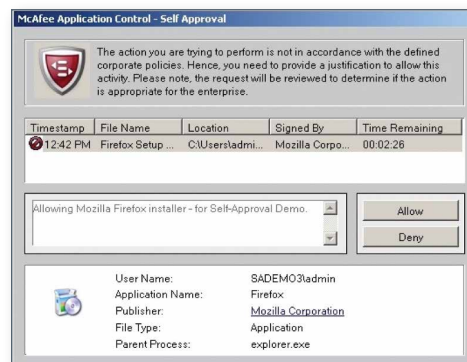 McAfee Application Control - Self Approval
The action you are trying to perform is not in accordance with the defined
corporate policies. Hence, you need to provide a justification to allow this
activity. Please note, the request will be reviewed to determine if the action
is appropriate for the enterprise.
Timestamp File Name Location Signed By Time Remaining
12:42 PM Firefox Setup ... C:\Users\admi... Mozilla Corpo... 00:02:26
Allowing Mozilla Firefox installer - for Self-Approval Demo.
Allow
Deny
User Name: SADEMO3\admin
Application Name: Firefox
Publisher: Mozilla Corporation
File Type: Application
Parent Process: explorer.exe